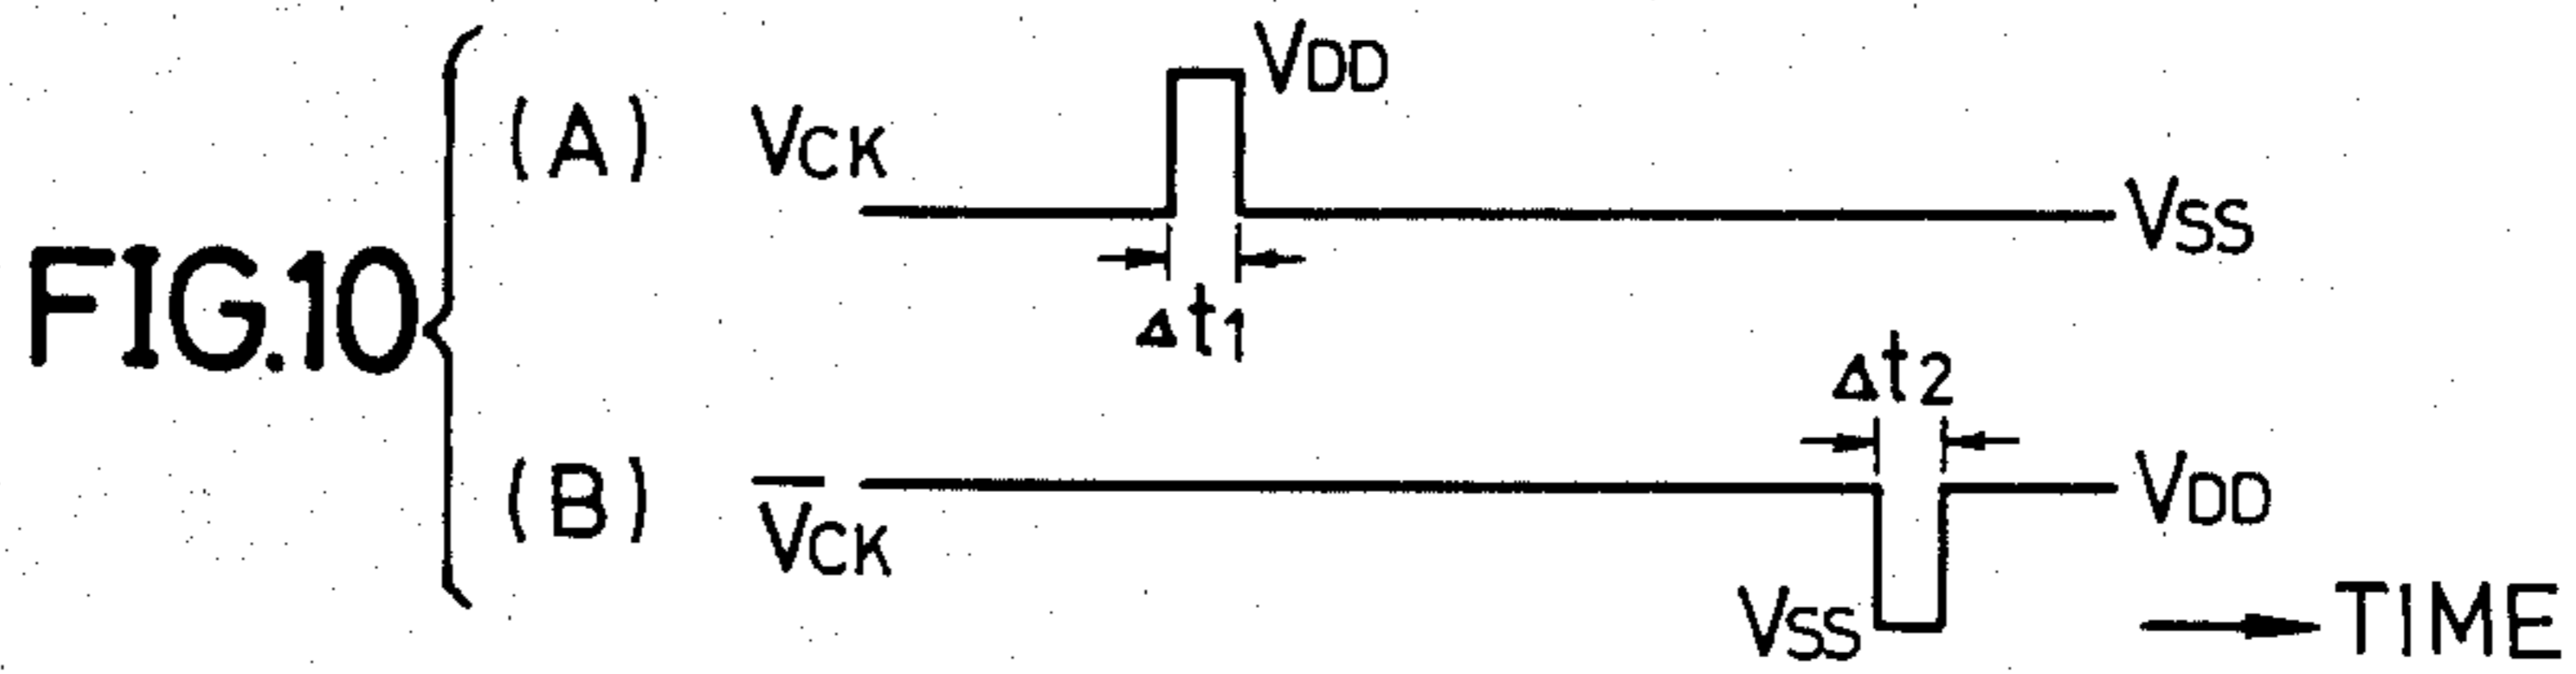 FIG.10
(A) VCK VDD VSS
Δt1
Δt2
(B) V̅CK VDD
VSS
TIME